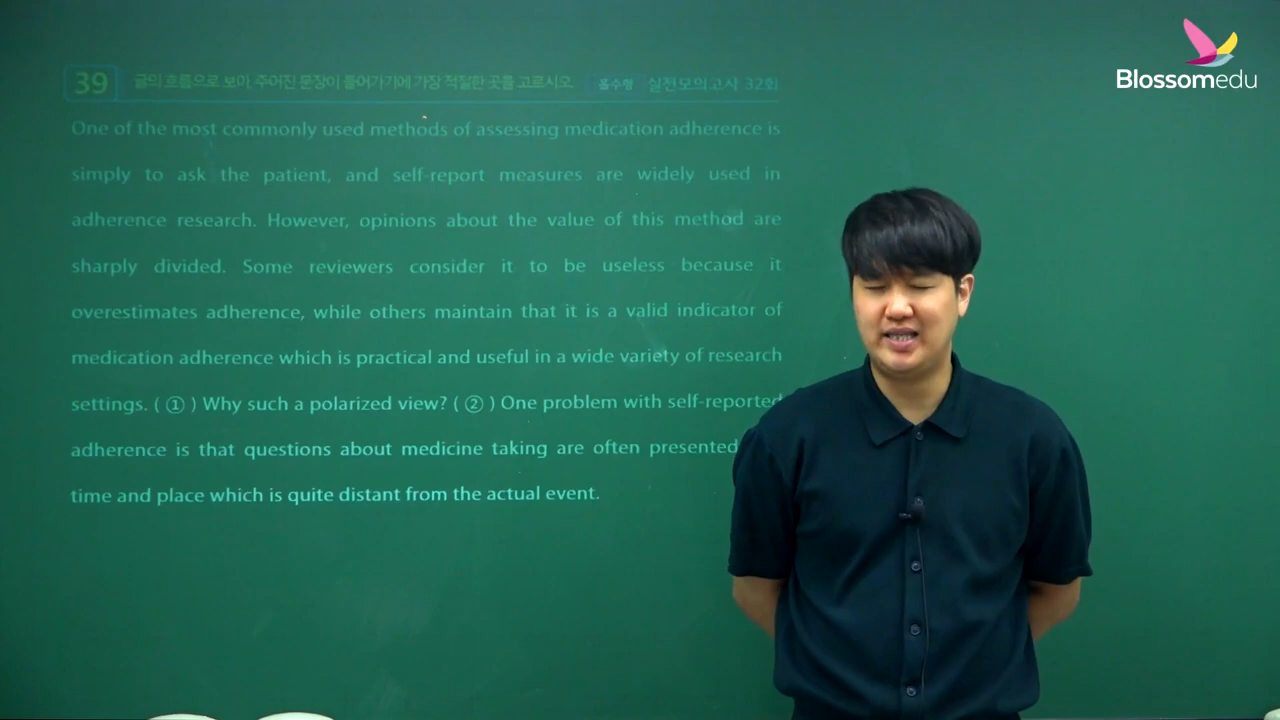 Blossomedu
39 글의 흐름으로 보아, 주어진 문장이 들어가기에 가장 적절한 곳을 고르시오. 홀수형 실전모의고사 32회
One of the most commonly used methods of assessing medication adherence is
simply to ask the patient, and self-report measures are widely used in
adherence research. However, opinions about the value of this method are
sharply divided. Some reviewers consider it to be useless because it
overestimates adherence, while others maintain that it is a valid indicator of
medication adherence which is practical and useful in a wide variety of research
settings. ( ① ) Why such a polarized view? ( ② ) One problem with self-reported
adherence is that questions about medicine taking are often presented
time and place which is quite distant from the actual event.